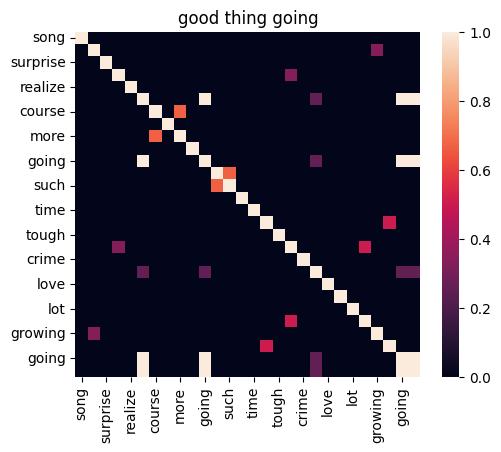 good thing going
song
surprise
realize
course
more
going
such
time
tough
crime
love
lot
growing
going
song
surprise
realize
course
more
going
such
time
tough
crime
love
lot
growing
going
1.0
0.8
0.6
0.4
0.2
0.0